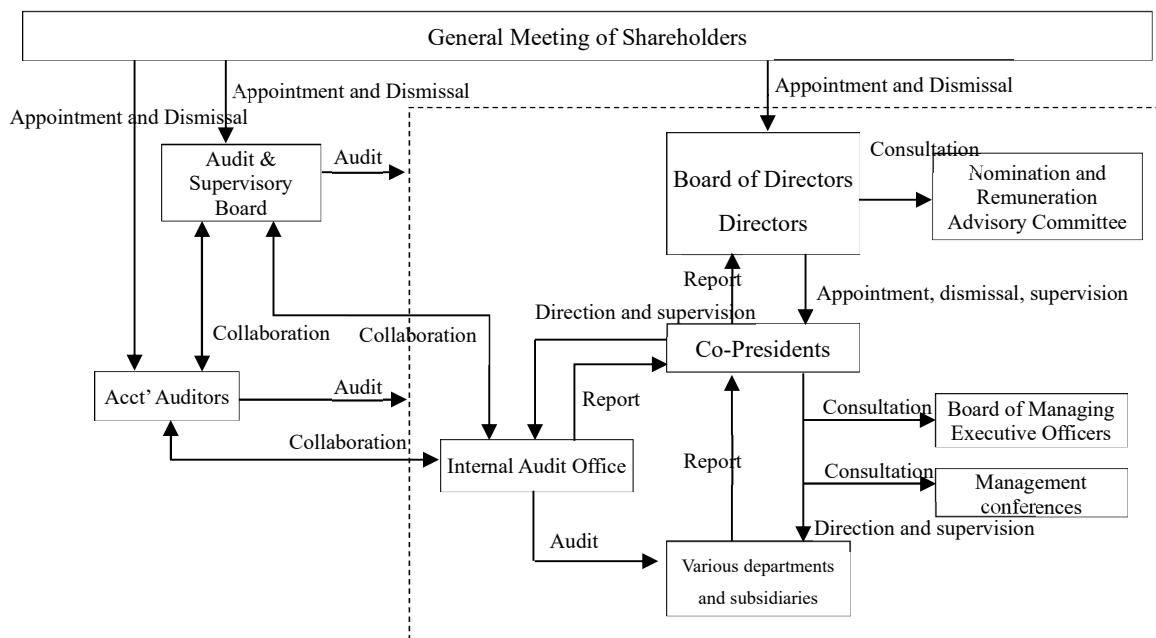 General Meeting of Shareholders
Appointment and Dismissal
Appointment and Dismissal
Appointment and Dismissal
Audit &
Supervisory
Board
Audit
Board of Directors
Directors
Consultation
Nomination and
Remuneration
Advisory Committee
Report
Appointment, dismissal, supervision
Direction and supervision
Collaboration
Collaboration
Co-Presidents
Acct’ Auditors
Audit
Report
Consultation
Board of Managing
Executive Officers
Collaboration
Internal Audit Office
Report
Consultation
Management
conferences
Direction and supervision
Audit
Various departments
and subsidiaries